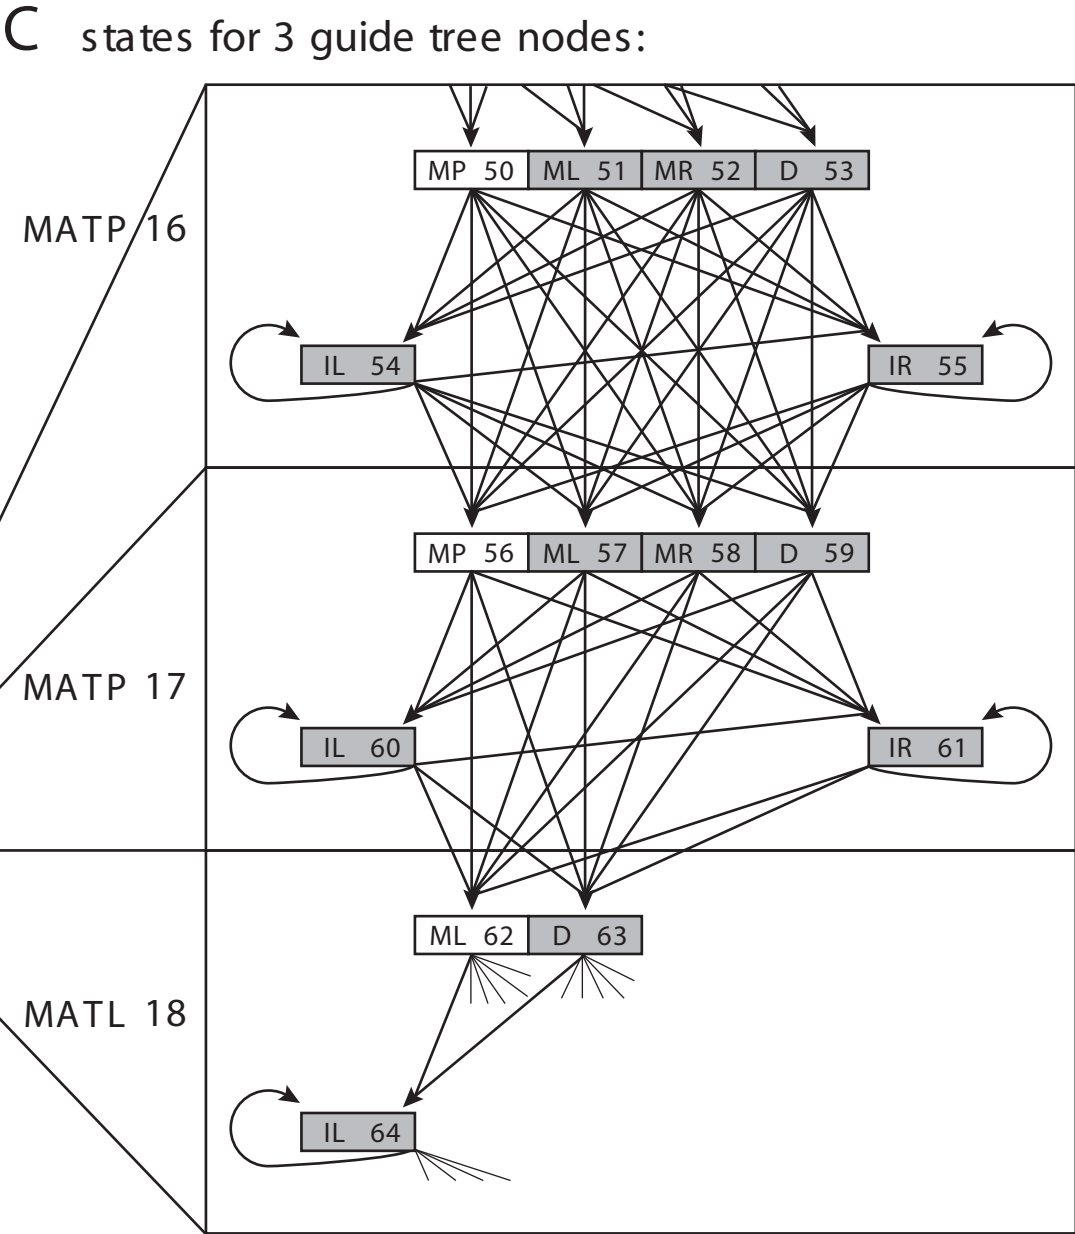 C states for 3 guide tree nodes:
MP 50 ML 51 MR 52 D 53
MATP 16
IL 54 IR 55
MP 56 ML 57 MR 58 D 59
MATP 17
IL 60 IR 61
ML 62 D 63
MATL 18
IL 64